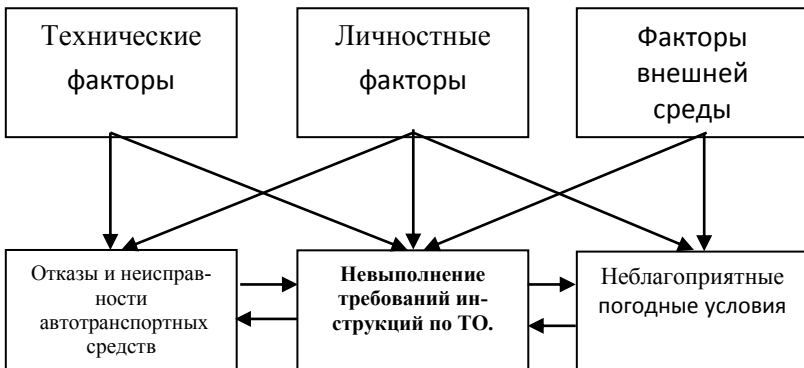 Технические
факторы
Личностные
факторы
Факторы
внешней
среды
Отказы и неисправ-
ности
автотранспортных
средств
Невыполнение
требований ин-
струкций по ТО.
Неблагоприятные
погодные условия